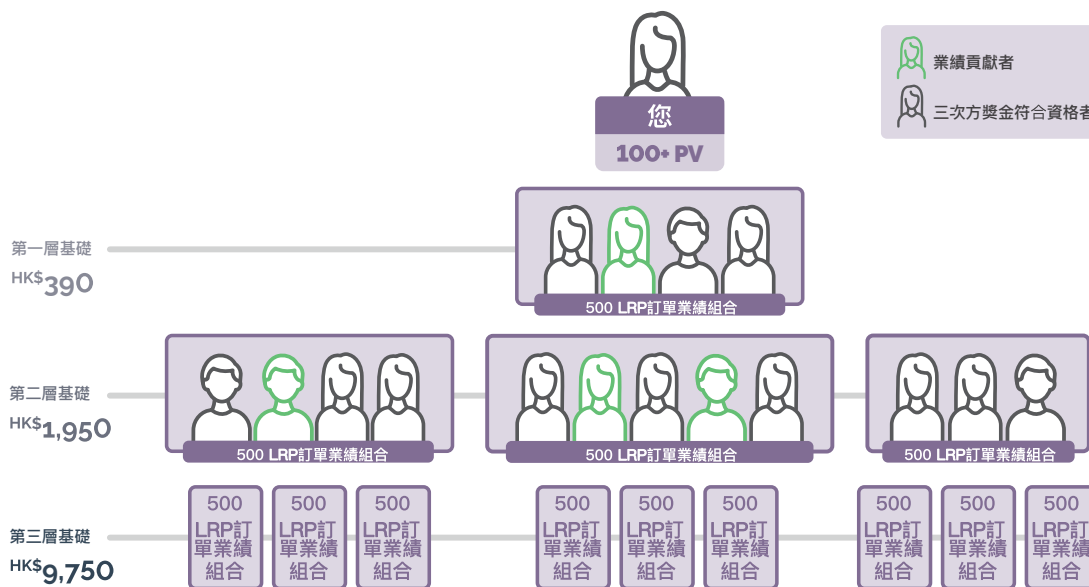 您
100+ PV
業績貢獻者
三次方獎金符合資格者
第一層基礎
HK$390
500 LRP訂單業績組合
第二層基礎
HK$1,950
500 LRP訂單業績組合
500 LRP訂單業績組合
500 LRP訂單業績組合
第三層基礎
HK$9,750
500
LRP訂
單業績
組合
500
LRP訂
單業績
組合
500
LRP訂
單業績
組合
500
LRP訂
單業績
組合
500
LRP訂
單業績
組合
500
LRP訂
單業績
組合
500
LRP訂
單業績
組合
500
LRP訂
單業績
組合
500
LRP訂
單業績
組合